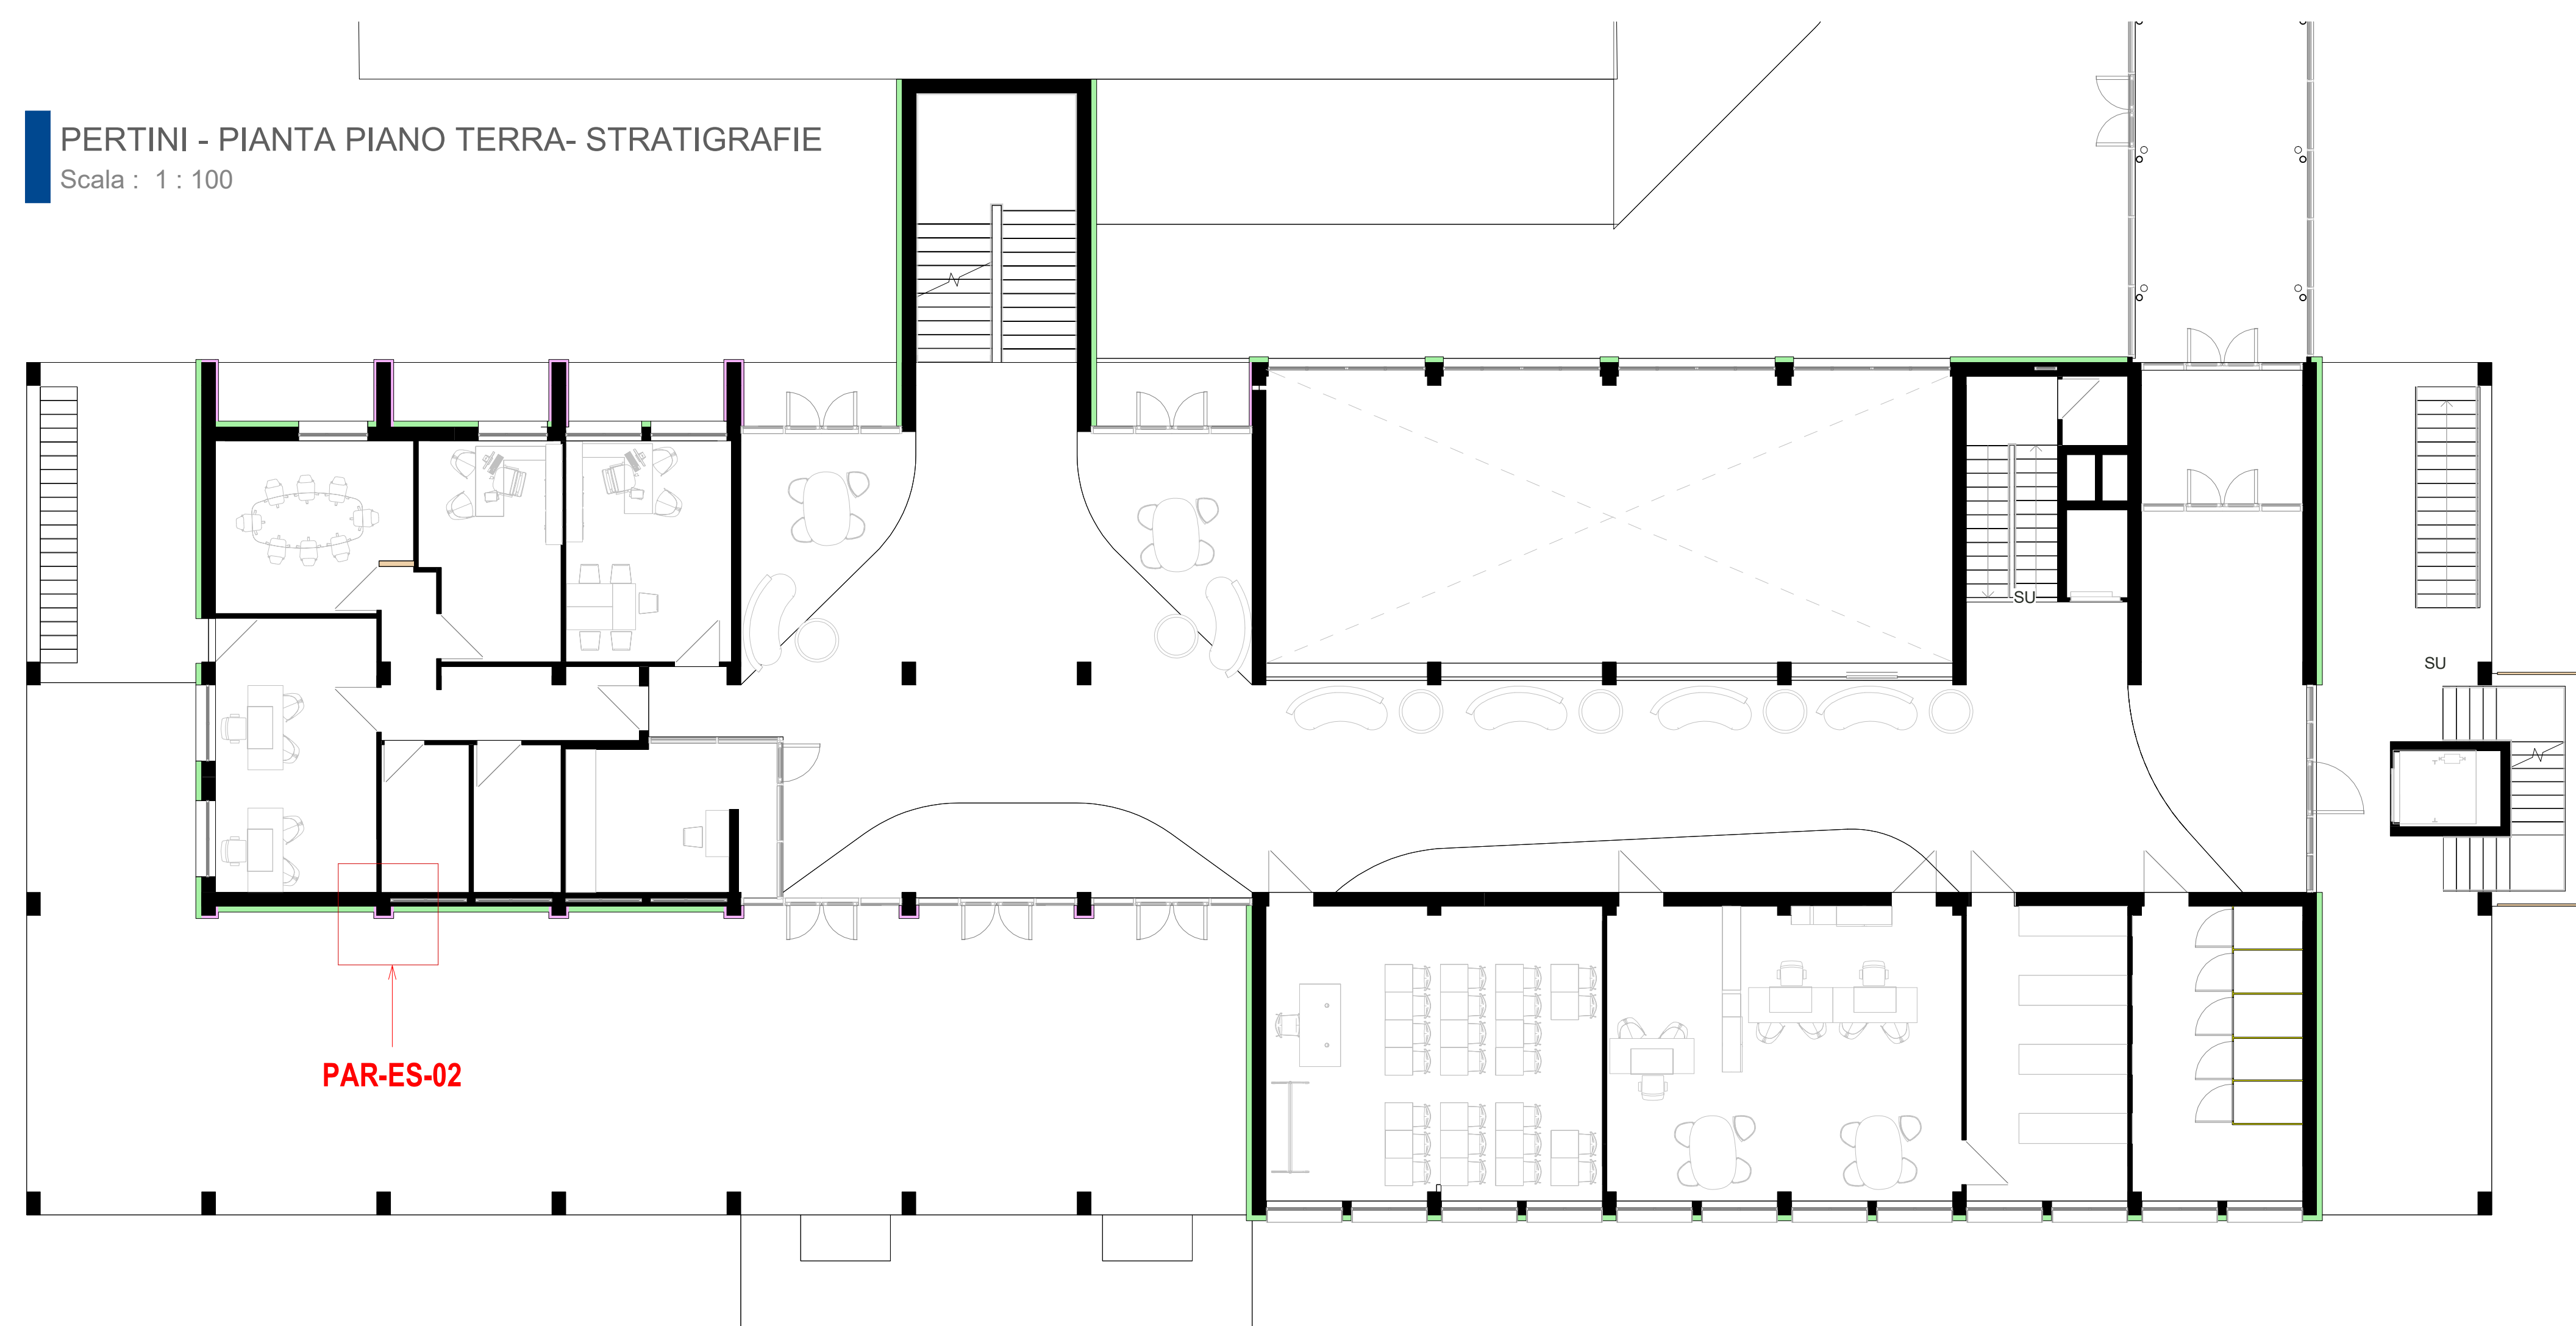 PERTINI - PIANTA PIANO TERRA- STRATIGRAFIE
Scala : 1 : 100
SU
SU
PAR-ES-02